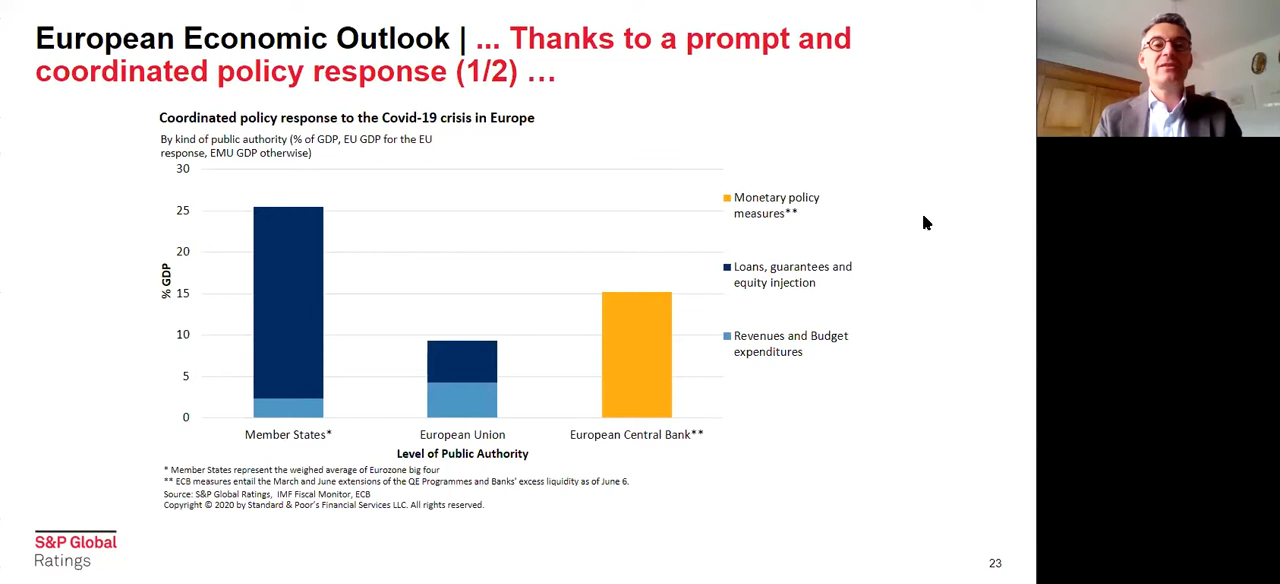 European Economic Outlook | ... Thanks to a prompt and
coordinated policy response (1/2) ...
Coordinated policy response to the Covid-19 crisis in Europe
By kind of public authority (% of GDP, EU GDP for the EU
response, EMU GDP otherwise)
30
25
20
15
10
5
0
% GDP
Member States*
European Union
European Central Bank**
Level of Public Authority
Monetary policy
measures**
Loans, guarantees and
equity injection
Revenues and Budget
expenditures
* Member States represent the weighed average of Eurozone big four
** ECB measures entail the March and June extensions of the QE Programmes and Banks' excess liquidity as of June 6.
Source: S&P Global Ratings, IMF Fiscal Monitor, ECB
Copyright © 2020 by Standard & Poor's Financial Services LLC. All rights reserved.
S&P Global
Ratings
23